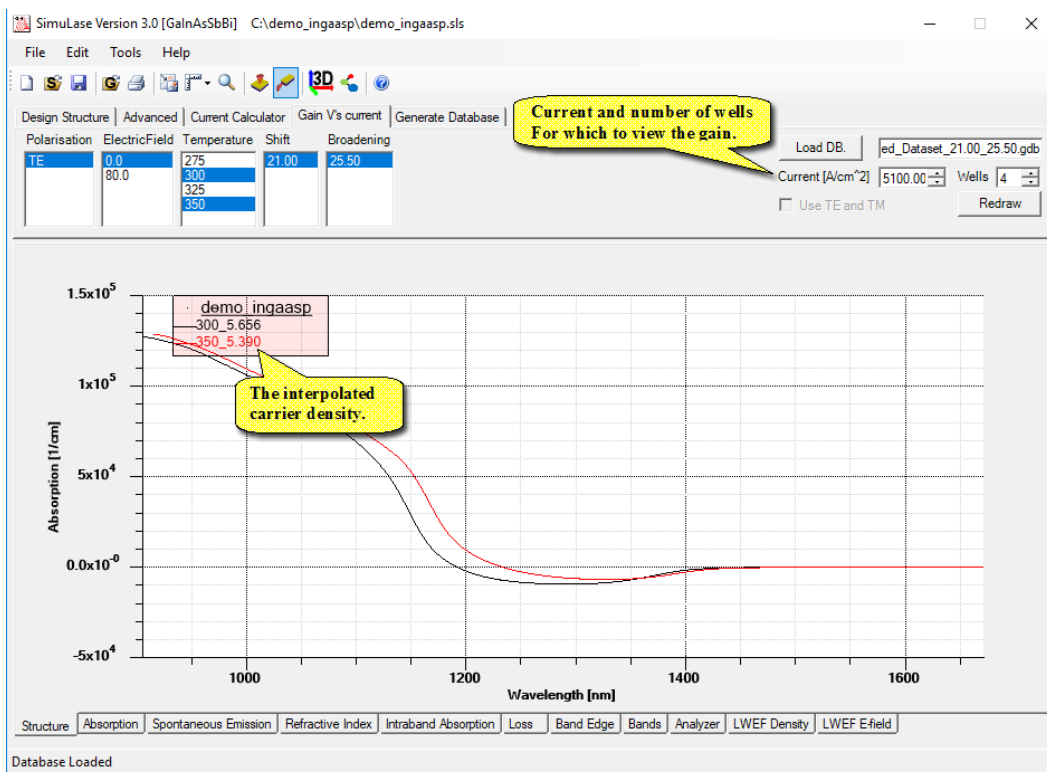 SimuLase Version 3.0 [GaInAsSbBi] C:\demo_ingaasp\demo_ingaasp.sls
File Edit Tools Help
Design Structure Advanced Current Calculator Gain V's current Generate Database
Current and number of wells
For which to view the gain.
Polarisation ElectricField Temperature Shift Broadening
TE 0.0 275 21.00 25.50
80.0 300
325
350
Load DB. ed_Dataset_21.00_25.50.gdb
Current [A/cm^2] 5100.00 Wells 4
Use TE and TM Redraw
1.5x10^5
1x10^5
5x10^4
0.0x10^-0
-5x10^4
Absorption [1/cm]
demo_ingaasp
300_5.656
350_5.390
The interpolated
carrier density.
1000 1200 1400 1600
Wavelength [nm]
Structure Absorption Spontaneous Emission Refractive Index Intraband Absorption Loss Band Edge Bands Analyzer LWEF Density LWEF E-field
Database Loaded